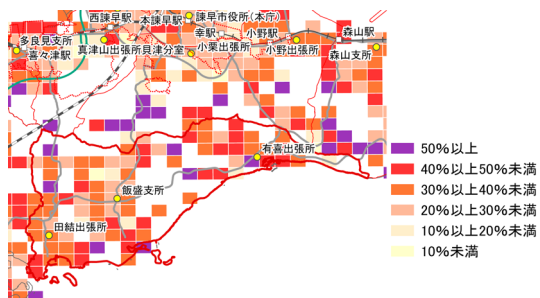 西諫早駅
本諫早駅
諫早市役所(本庁)
多良見支所
幸駅
小野駅
森山駅
喜々津駅
真津山出張所
貝津分室
小栗出張所
小野出張所
森山支所
有喜出張所
飯盛支所
田結出張所
50%以上
40%以上50%未満
30%以上40%未満
20%以上30%未満
10%以上20%未満
10%未満